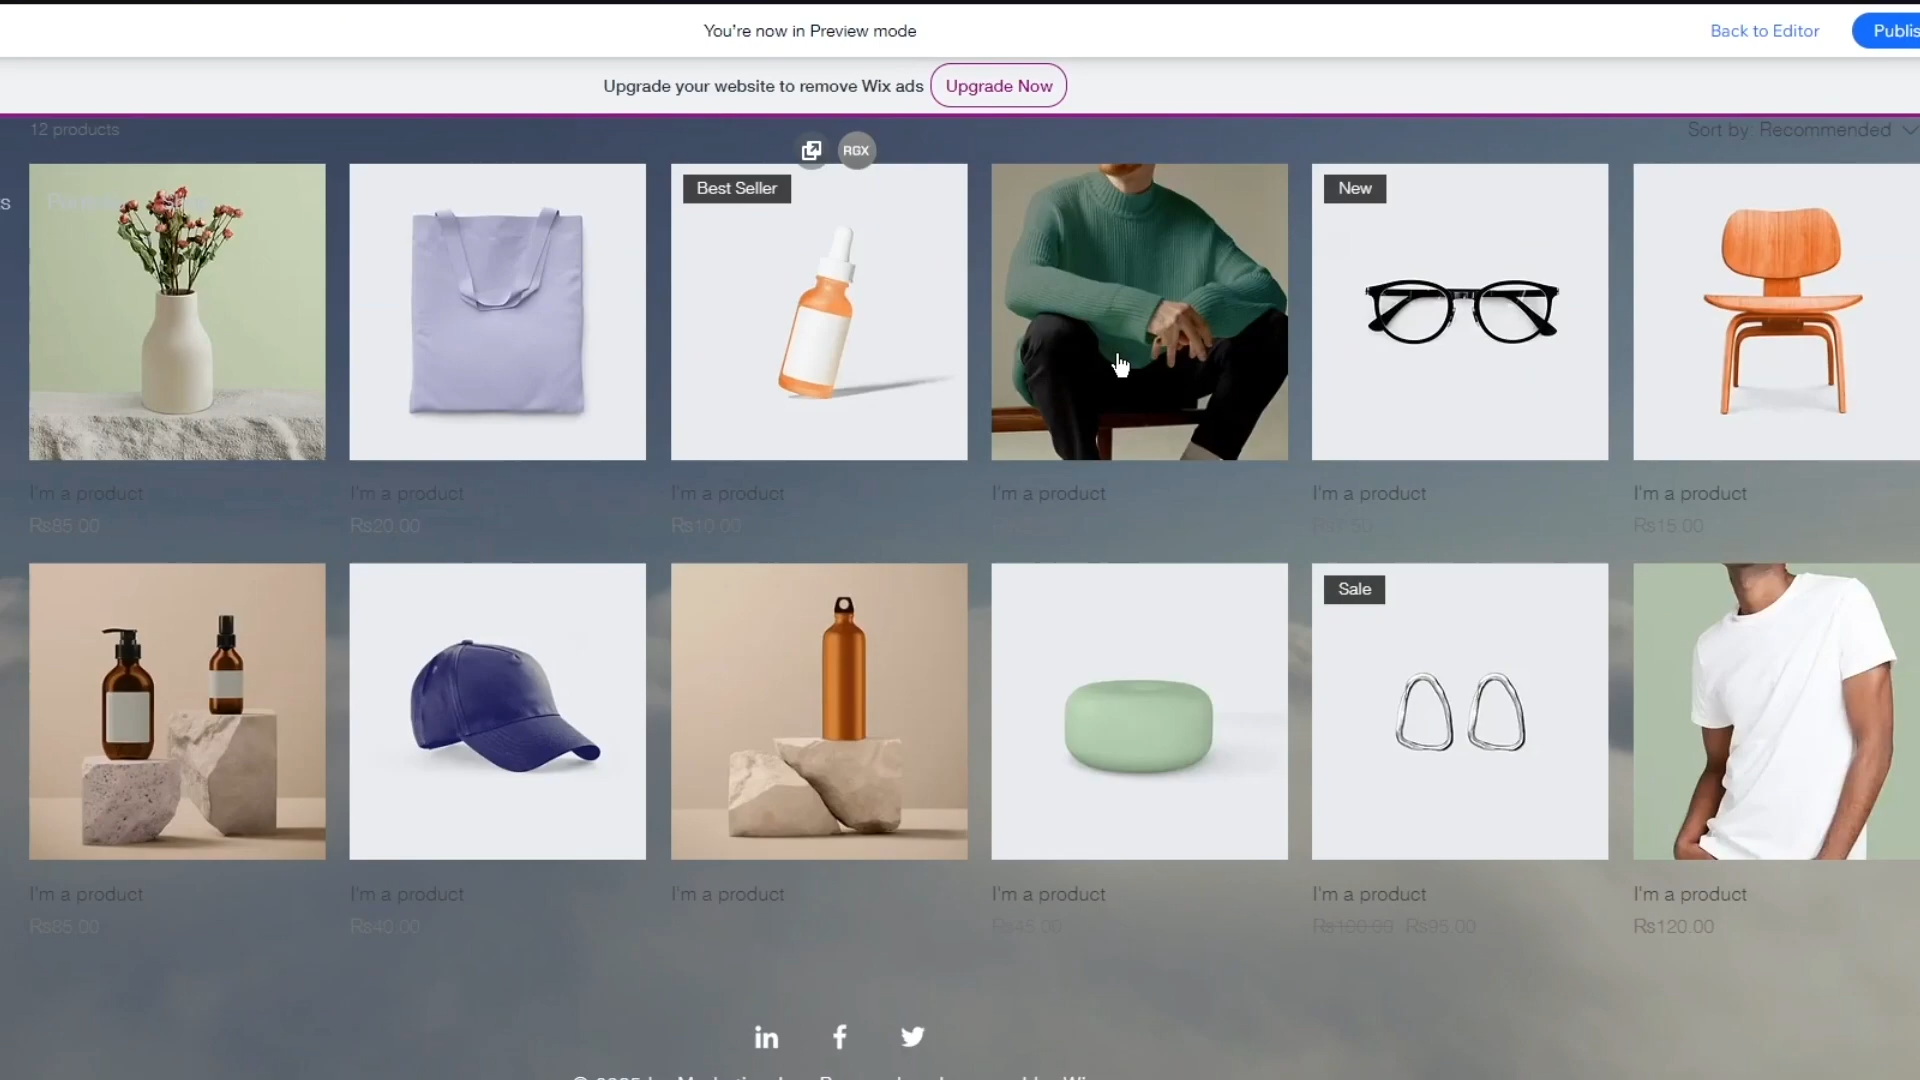 You're now in Preview mode
Back to Editor
Publis
Upgrade your website to remove Wix ads
Upgrade Now
12 products
Sort by: Recommended
RGX
Best Seller
New
s
I'm a product
I'm a product
I'm a product
I'm a product
I'm a product
I'm a product
Rs85.00
Rs20.00
Rs10.00
Rs15.00
Sale
I'm a product
I'm a product
I'm a product
I'm a product
I'm a product
I'm a product
Rs85.00
Rs40.00
Rs45.00
Rs100.00 Rs95.00
Rs120.00